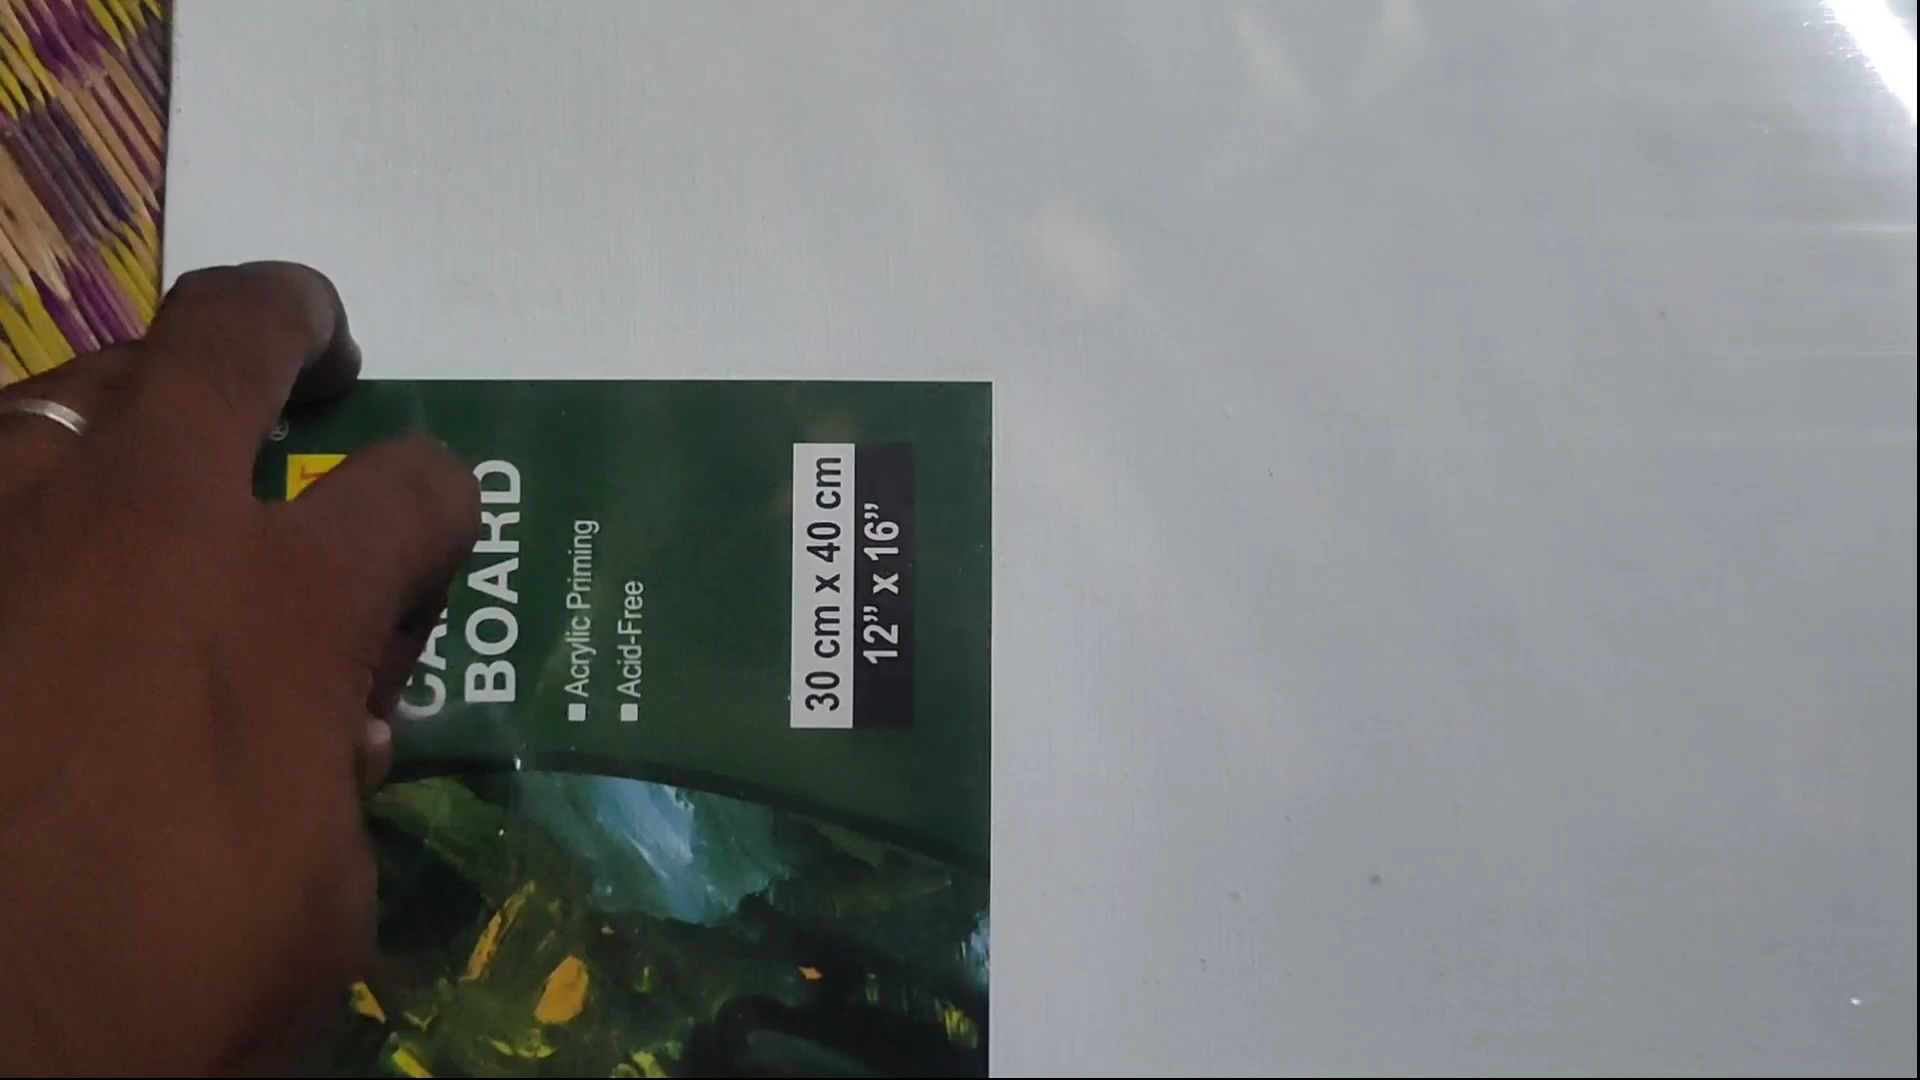 ®
BOARD
■ Acrylic Priming
■ Acid-Free
30 cm x 40 cm
12” x 16”